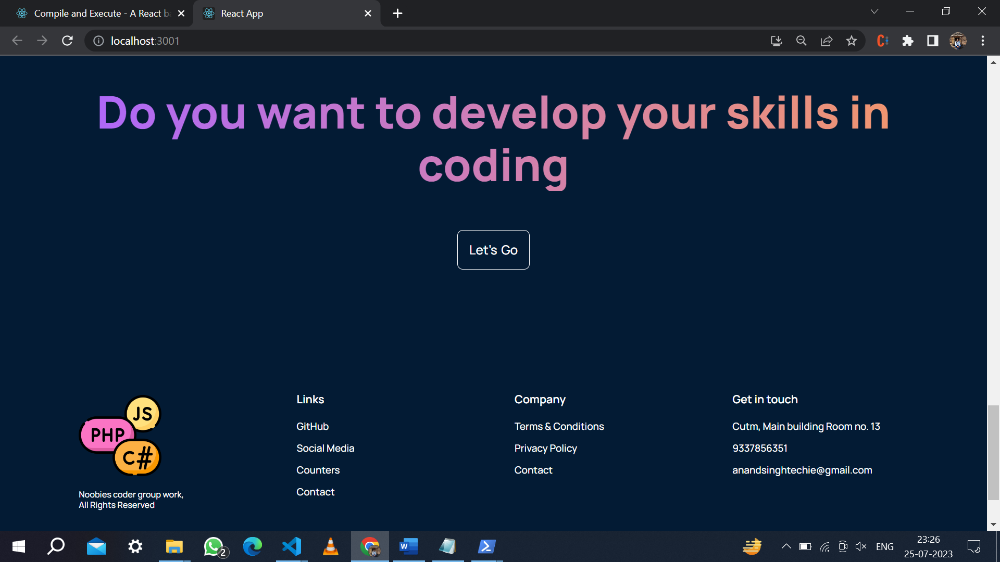 Compile and Execute - A React b
React App
localhost:3001
Do you want to develop your skills in
coding
Let's Go
JS
PHP
C#
Noobies coder group work,
All Rights Reserved
Links
GitHub
Social Media
Counters
Contact
Company
Terms & Conditions
Privacy Policy
Contact
Get in touch
Cutm, Main building Room no. 13
9337856351
anandsinghtechie@gmail.com
2
ENG
23:26
25-07-2023